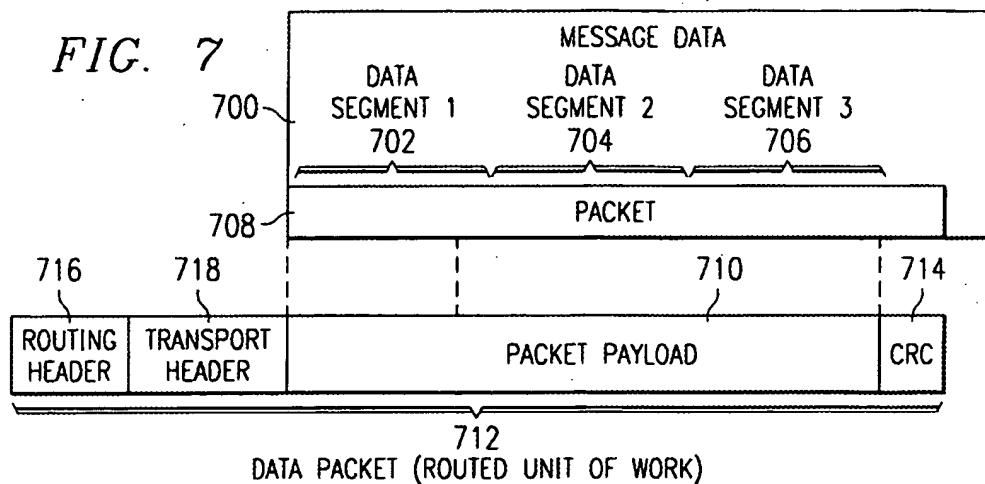 FIG. 7
MESSAGE DATA
700
DATA SEGMENT 1 702
DATA SEGMENT 2 704
DATA SEGMENT 3 706
708
PACKET
716
718
710
714
ROUTING HEADER
TRANSPORT HEADER
PACKET PAYLOAD
CRC
712
DATA PACKET (ROUTED UNIT OF WORK)